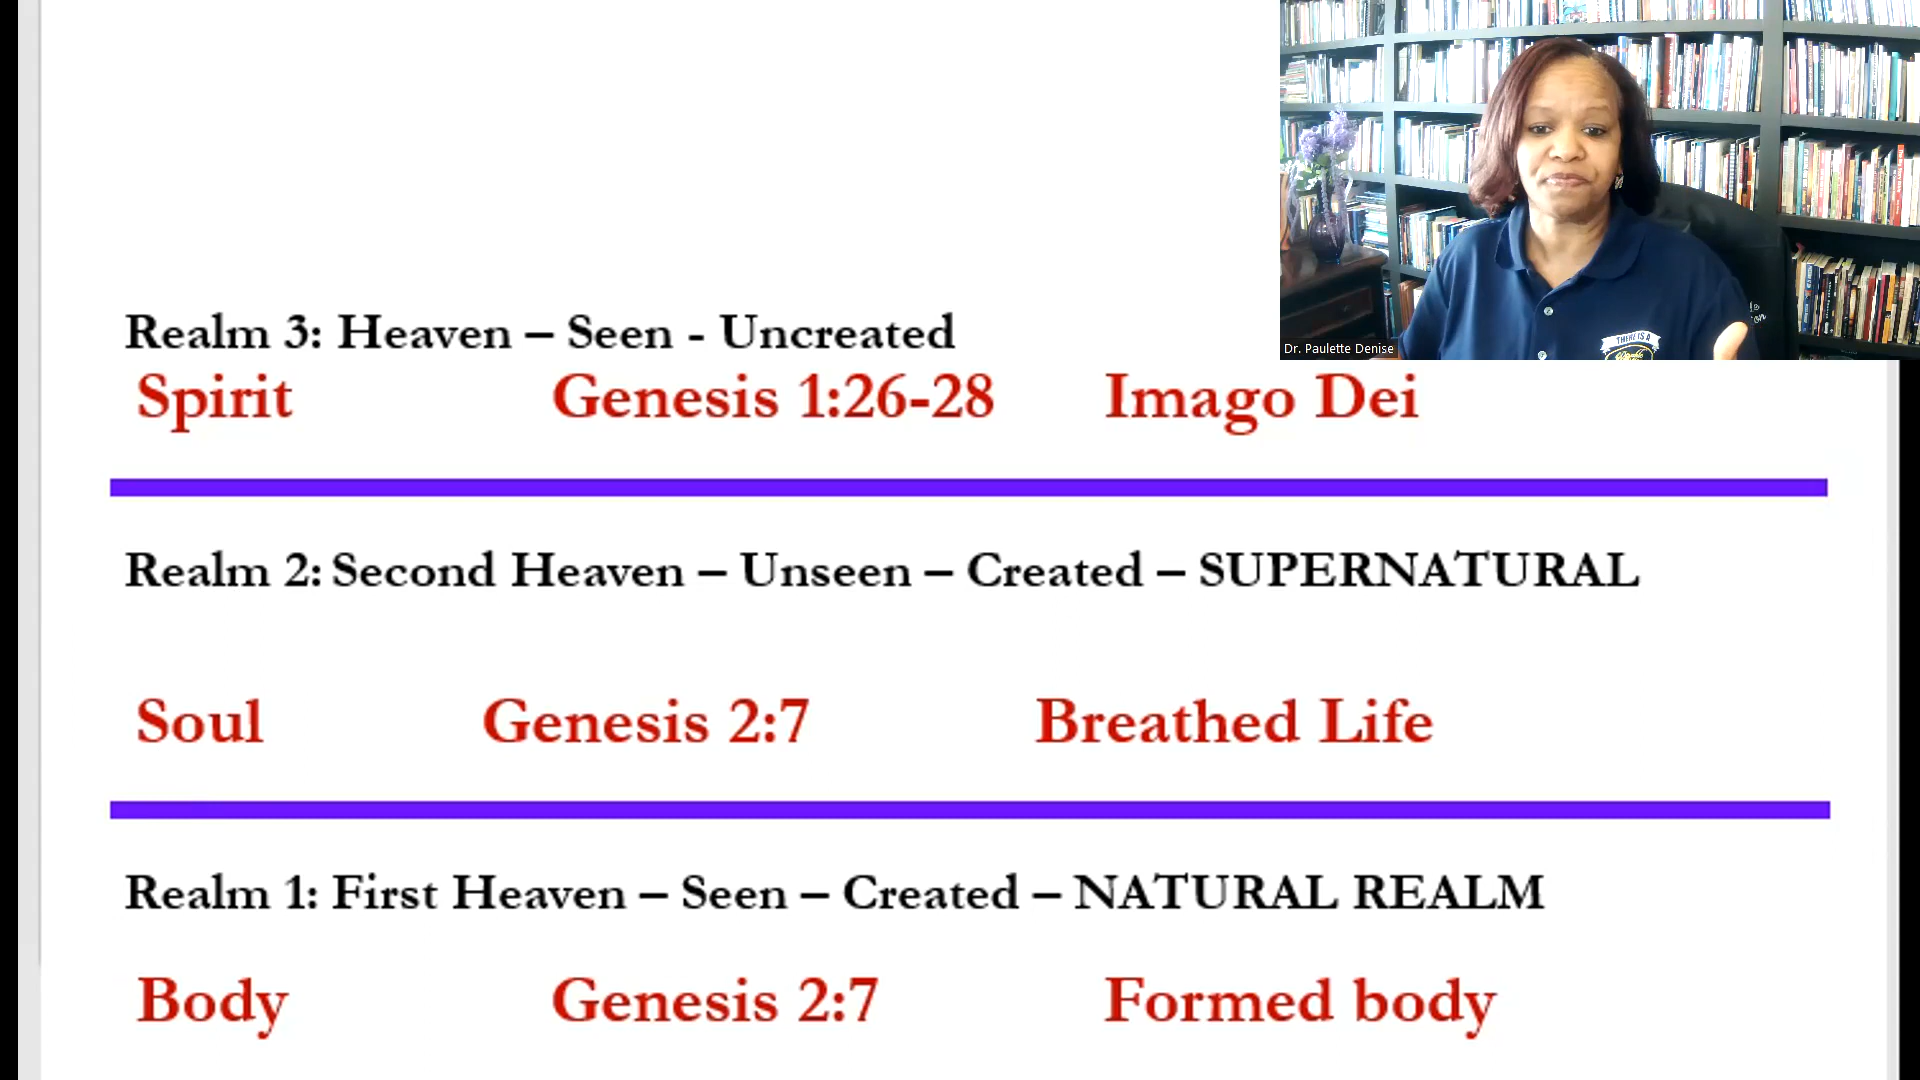 Realm 3: Heaven – Seen - Uncreated
Spirit Genesis 1:26-28 Imago Dei
Realm 2: Second Heaven – Unseen – Created – SUPERNATURAL
Soul Genesis 2:7 Breathed Life
Realm 1: First Heaven – Seen – Created – NATURAL REALM
Body Genesis 2:7 Formed body
Dr. Paulette Denise
THERE IS A